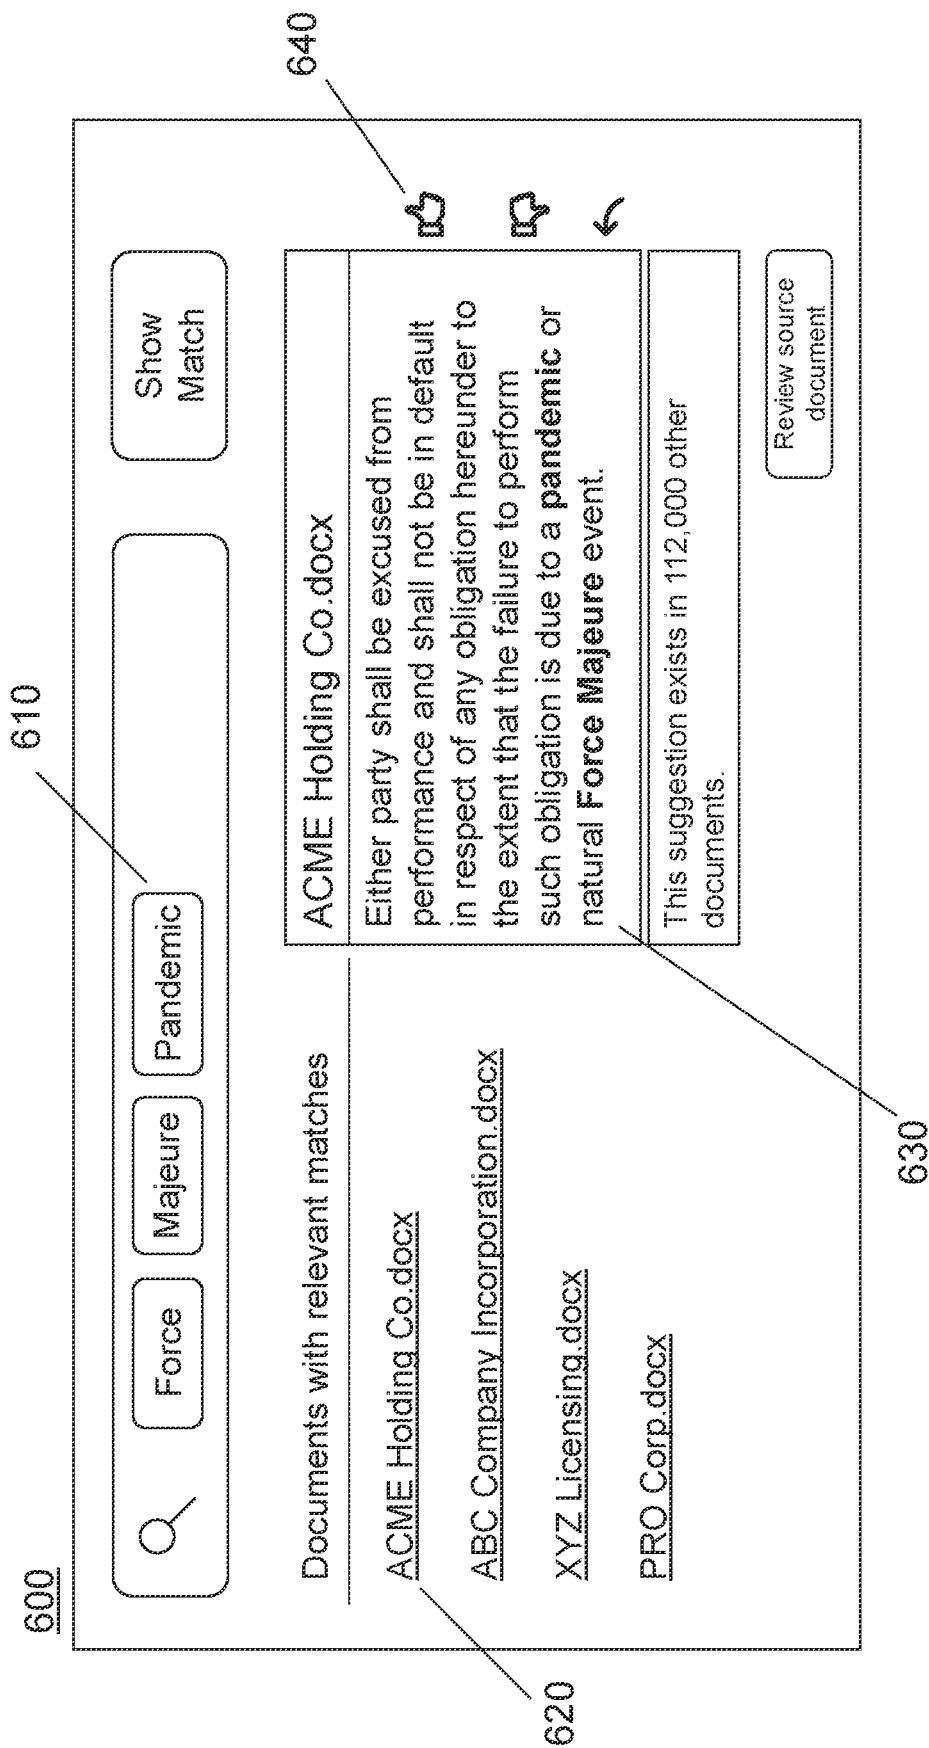 600
610
640
Force
Majeure
Pandemic
Show
Match
Documents with relevant matches
ACME Holding Co.docx
ABC Company Incorporation.docx
XYZ Licensing.docx
PRO Corp.docx
620
ACME Holding Co.docx
Either party shall be excused from
performance and shall not be in default
in respect of any obligation hereunder to
the extent that the failure to perform
such obligation is due to a pandemic or
natural Force Majeure event.
This suggestion exists in 112,000 other
documents.
Review source
document
630